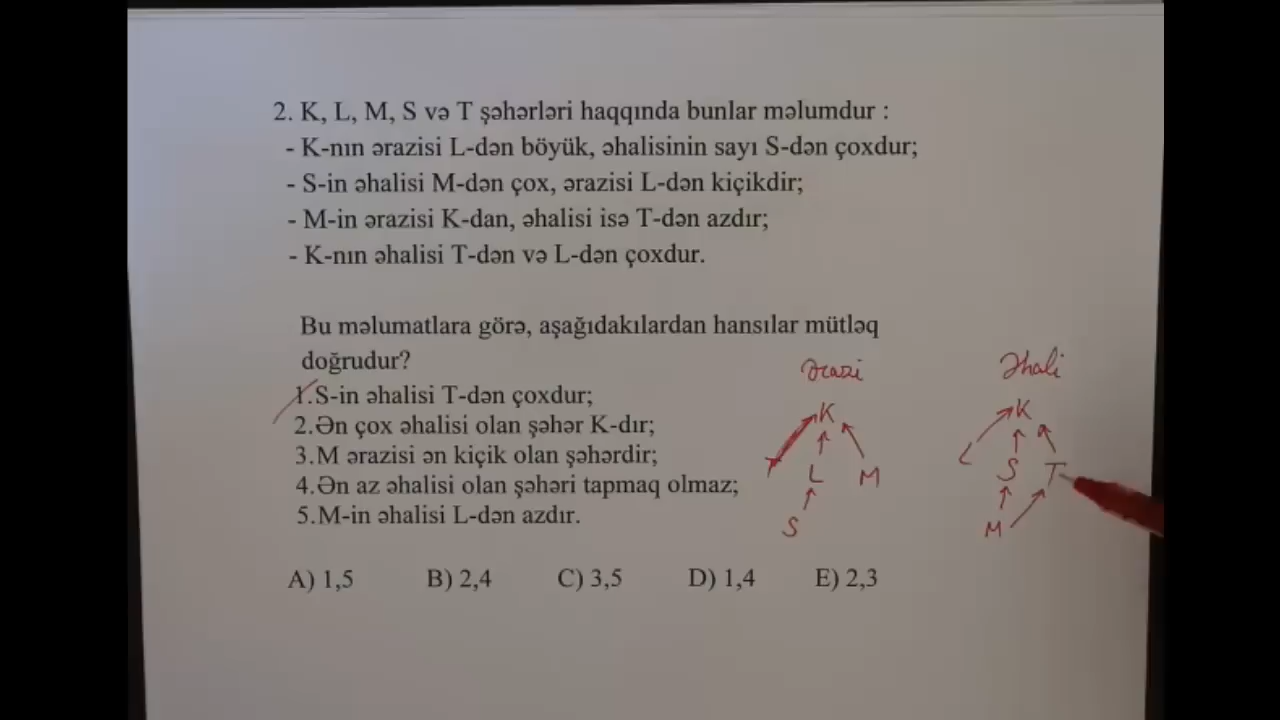 2. K, L, M, S və T şəhərləri haqqında bunlar məlumdur :
- K-nın ərazisi L-dən böyük, əhalisinin sayı S-dən çoxdur;
- S-in əhalisi M-dən çox, ərazisi L-dən kiçikdir;
- M-in ərazisi K-dan, əhalisi isə T-dən azdır;
- K-nın əhalisi T-dən və L-dən çoxdur.
Bu məlumatlara görə, aşağıdakılardan hansılar mütləq
doğrudur?
1.S-in əhalisi T-dən çoxdur;
2.Ən çox əhalisi olan şəhər K-dır;
3.M ərazisi ən kiçik olan şəhərdir;
4.Ən az əhalisi olan şəhəri tapmaq olmaz;
5.M-in əhalisi L-dən azdır.
A) 1,5 B) 2,4 C) 3,5 D) 1,4 E) 2,3
Ərazi
K
T L M
S
Əhali
K
L S T
M